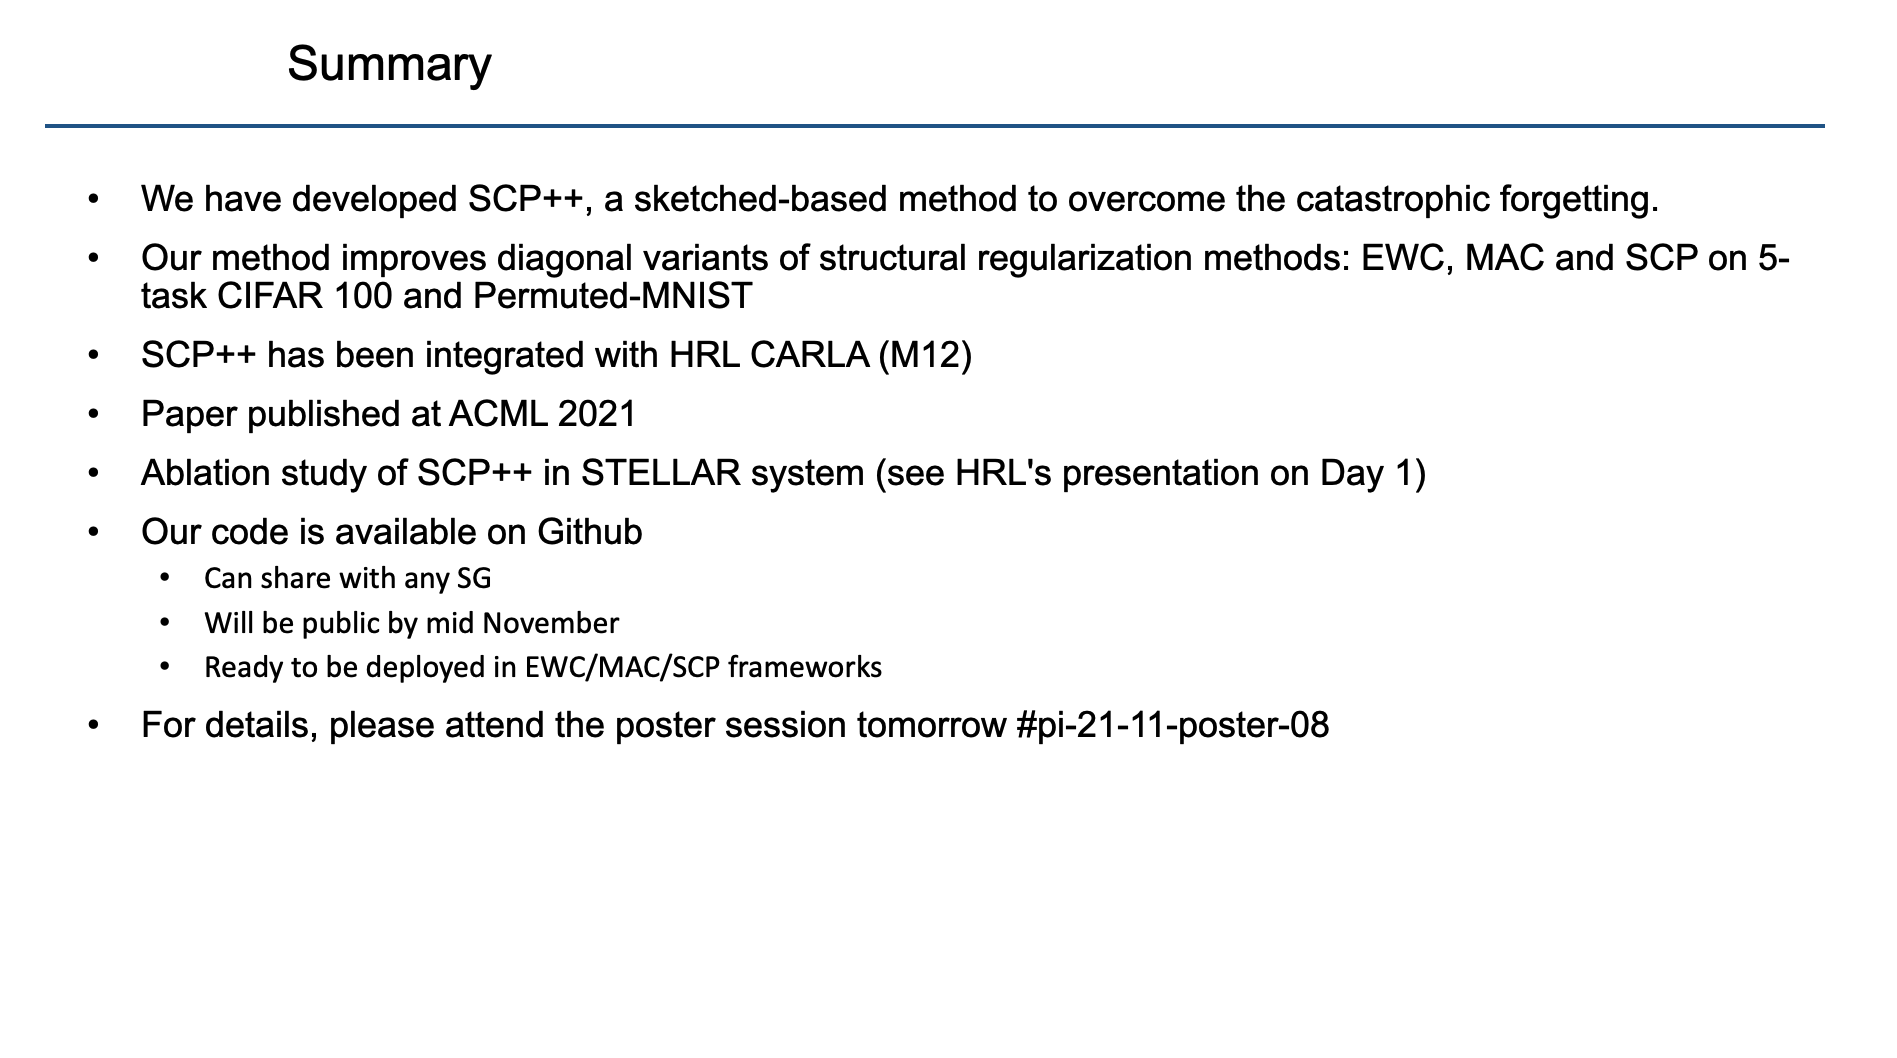 Summary
• We have developed SCP++, a sketched-based method to overcome the catastrophic forgetting.
• Our method improves diagonal variants of structural regularization methods: EWC, MAC and SCP on 5-
task CIFAR 100 and Permuted-MNIST
• SCP++ has been integrated with HRL CARLA (M12)
• Paper published at ACML 2021
• Ablation study of SCP++ in STELLAR system (see HRL's presentation on Day 1)
• Our code is available on Github
• Can share with any SG
• Will be public by mid November
• Ready to be deployed in EWC/MAC/SCP frameworks
• For details, please attend the poster session tomorrow #pi-21-11-poster-08